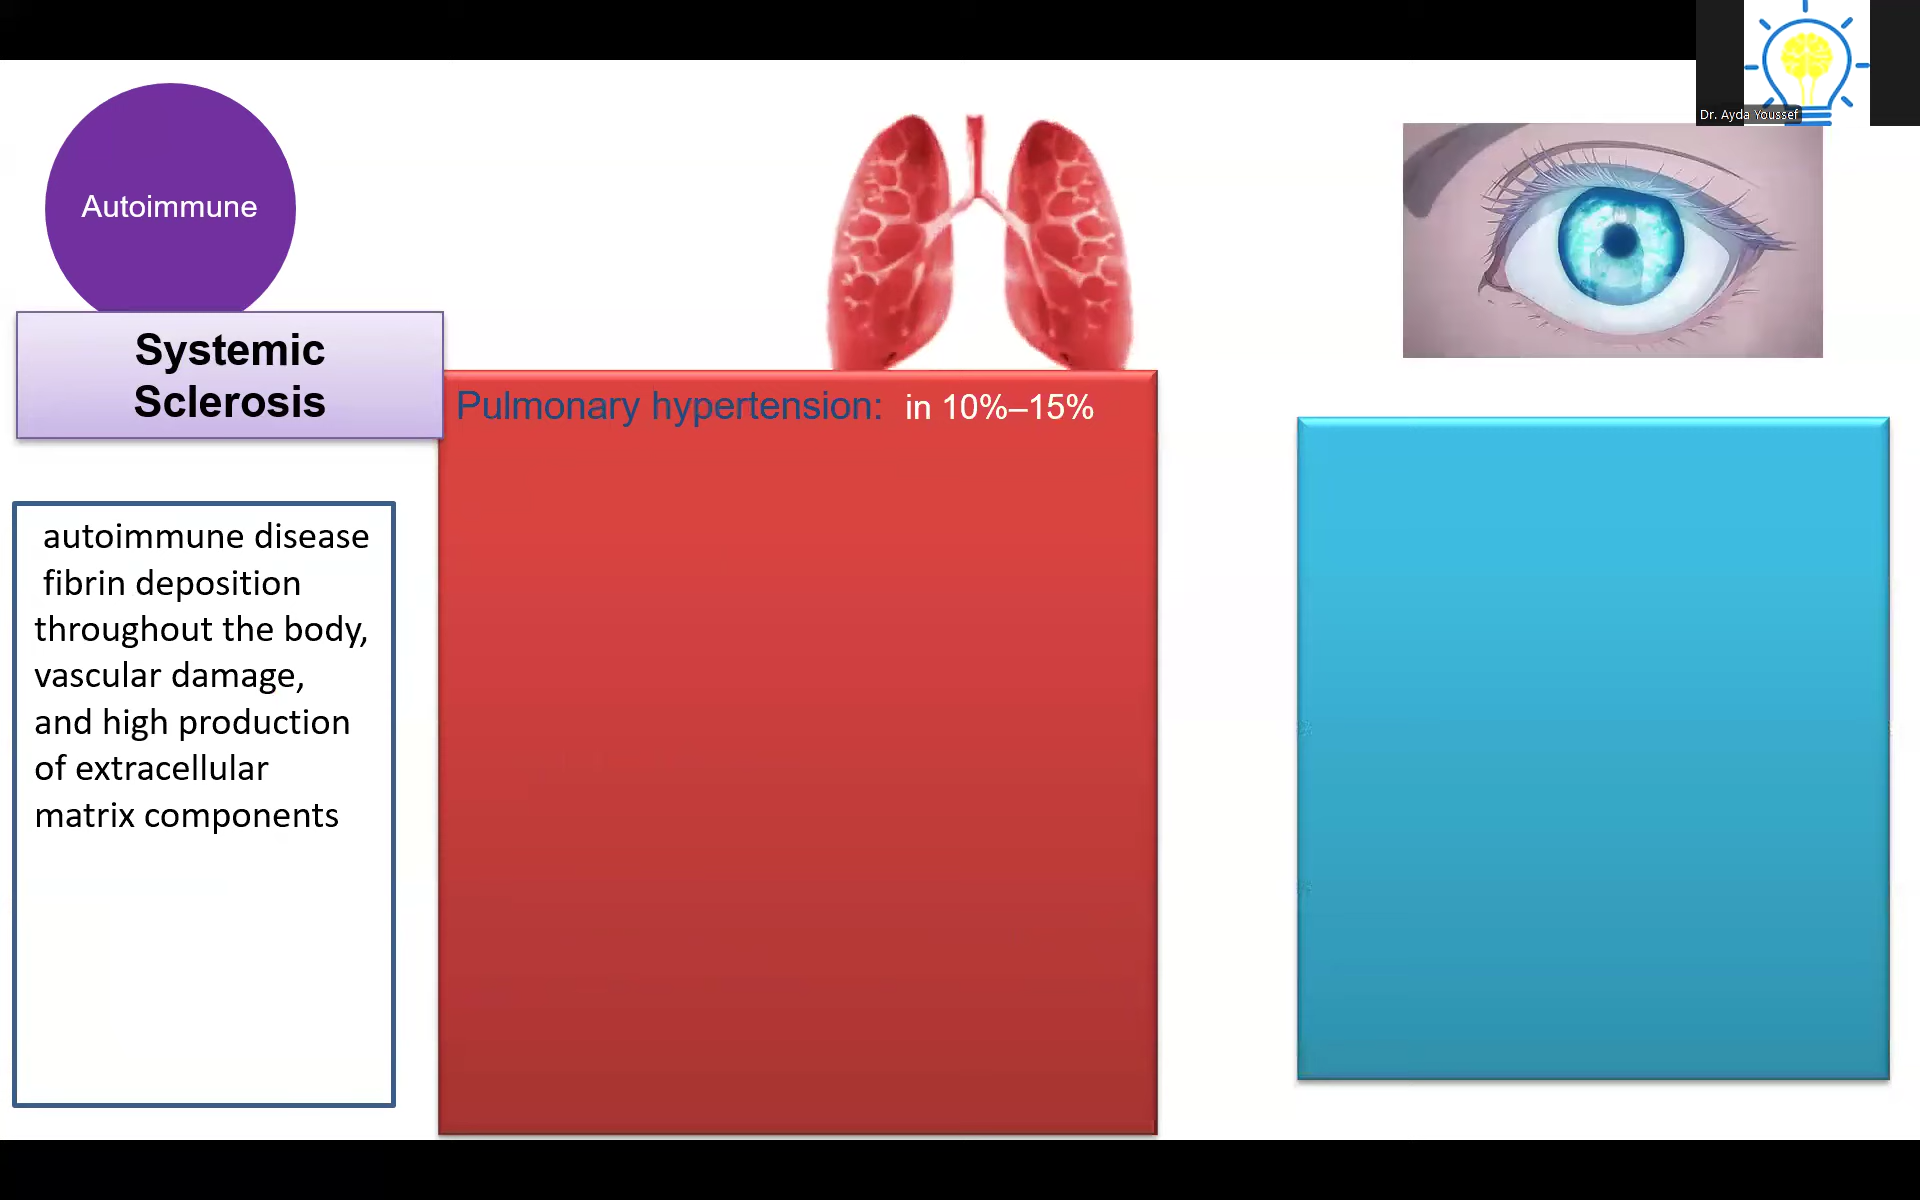 Dr. Ayda Youssef
Autoimmune
Systemic
Sclerosis
Pulmonary hypertension: in 10%–15%
autoimmune disease
fibrin deposition
throughout the body,
vascular damage,
and high production
of extracellular
matrix components